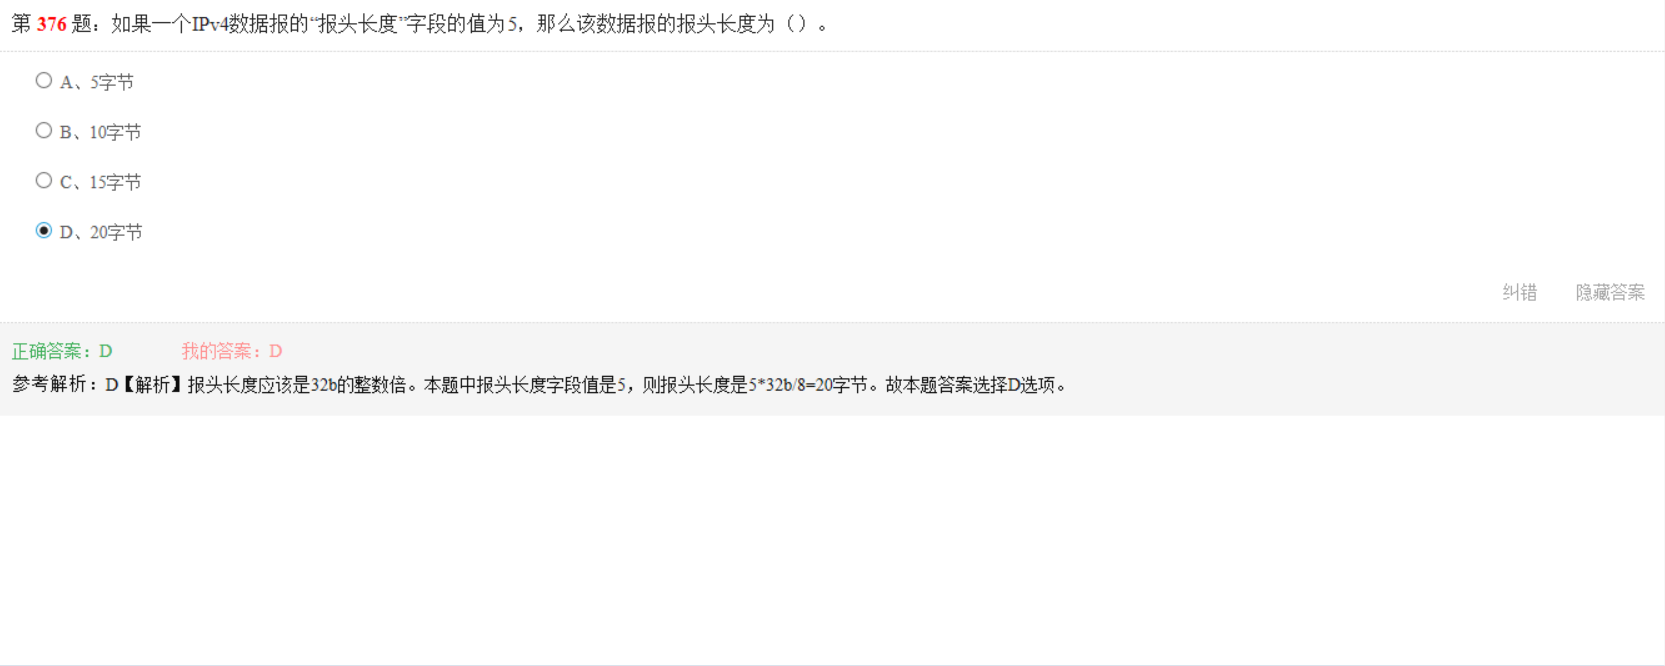 第 376 题：如果一个IPv4数据报的“报头长度”字段的值为5，那么该数据报的报头长度为（）。
A、5字节
B、10字节
C、15字节
D、20字节
纠错 隐藏答案
正确答案：D 我的答案：D
参考解析：D【解析】报头长度应该是32b的整数倍。本题中报头长度字段值是5，则报头长度是5*32b/8=20字节。故本题答案选择D选项。